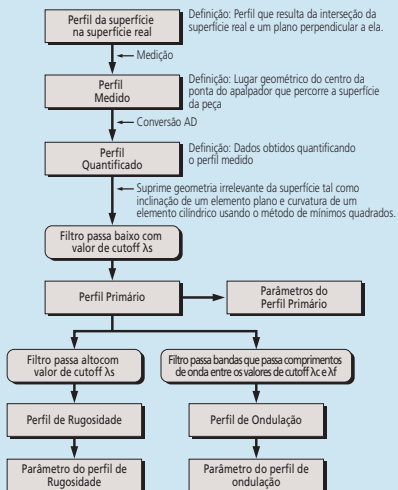 Perfil da superfície
na superfície real
Definição: Perfil que resulta da interseção da
superfície real e um plano perpendicular a ela.
Medição
Perfil
Medido
Definição: Lugar geométrico do centro da
ponta do apalpador que percorre a superfície
da peça
Conversão AD
Perfil
Quantificado
Definição: Dados obtidos quantificando
o perfil medido
Suprime geometria irrelevante da superfície tal como
inclinação de um elemento plano e curvatura de um
elemento cilíndrico usando o método de mínimos quadrados.
Filtro passa baixo com
valor de cutoff λs
Perfil Primário
Parâmetros do
Perfil Primário
Filtro passa altocom
valor de cutoff λs
Filtro passa bandas que passa comprimentos
de onda entre os valores de cutoff λc e λf
Perfil de Rugosidade
Perfil de Ondulação
Parâmetro do perfil de
Rugosidade
Parâmetro do perfil de
ondulação